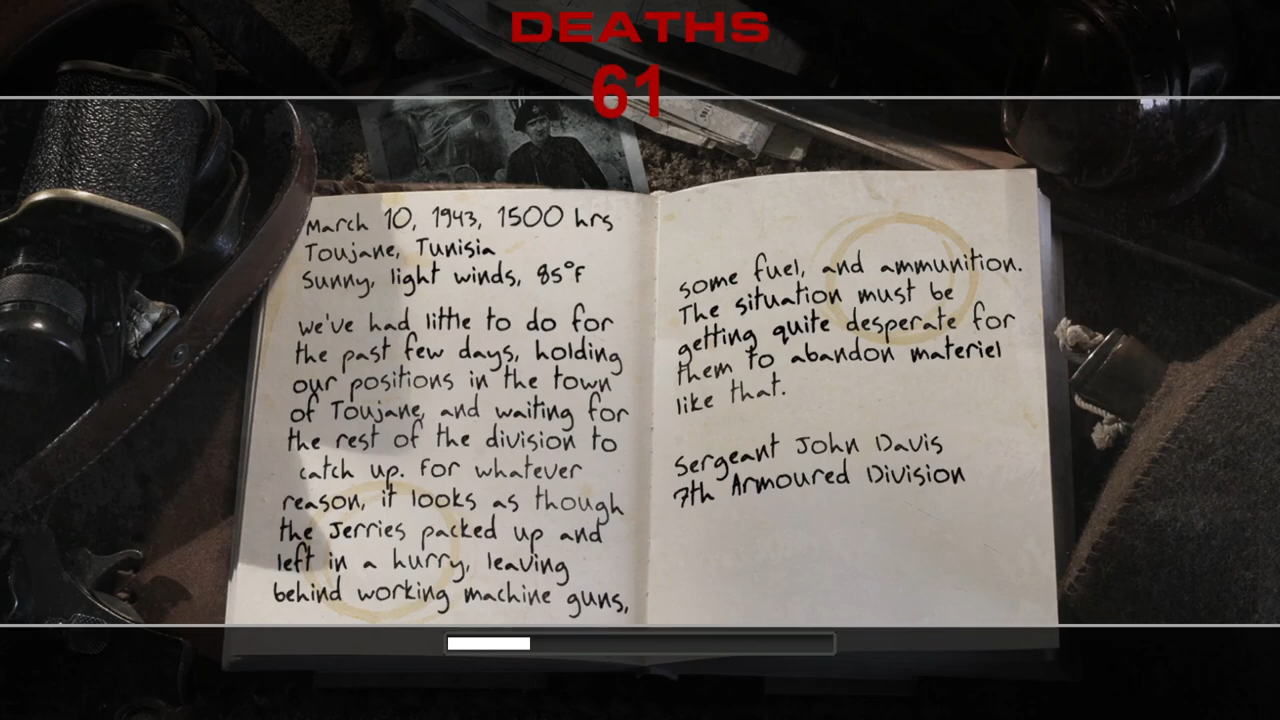 DEATHS
61
March 10, 1943, 1500 hrs
Toujane, Tunisia
Sunny, light winds, 85°F
we've had little to do for
the past few days, holding
our positions in the town
of Toujane, and waiting for
the rest of the division to
catch up. For whatever
reason, it looks as though
the Jerries packed up and
left in a hurry, leaving
behind working machine guns,
some fuel, and ammunition.
The situation must be
getting quite desperate for
them to abandon materiel
like that.
Sergeant John Davis
7th Armoured Division